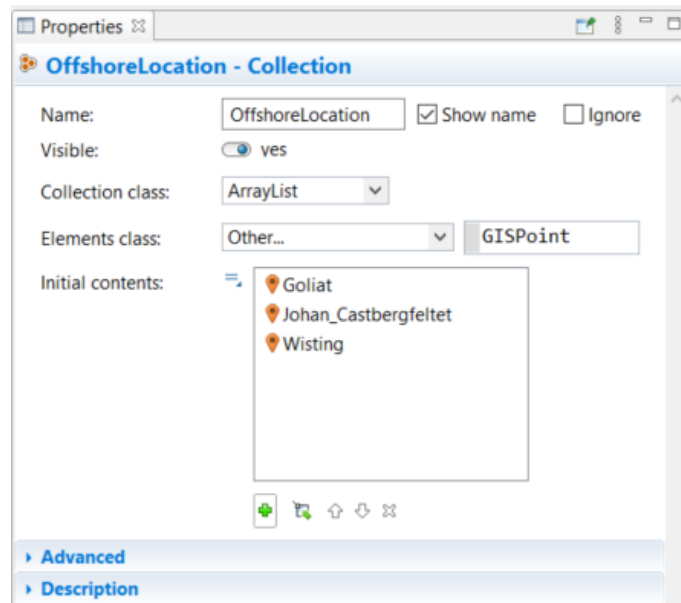 Properties
OffshoreLocation - Collection
Name: OffshoreLocation Show name Ignore
Visible: yes
Collection class: ArrayList
Elements class: Other... GISPoint
Initial contents:
Goliat
Johan_Castbergfeltet
Wisting
Advanced
Description